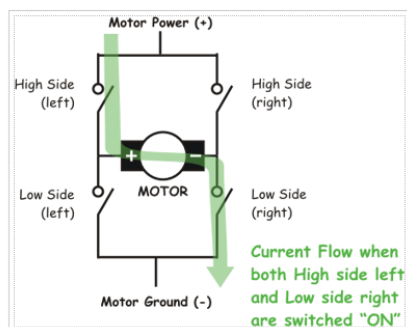 Motor Power (+)
High Side
(left)
High Side
(right)
+
−
MOTOR
Low Side
(left)
Low Side
(right)
Current Flow when
both High side left
and Low side right
are switched “ON”
Motor Ground (-)